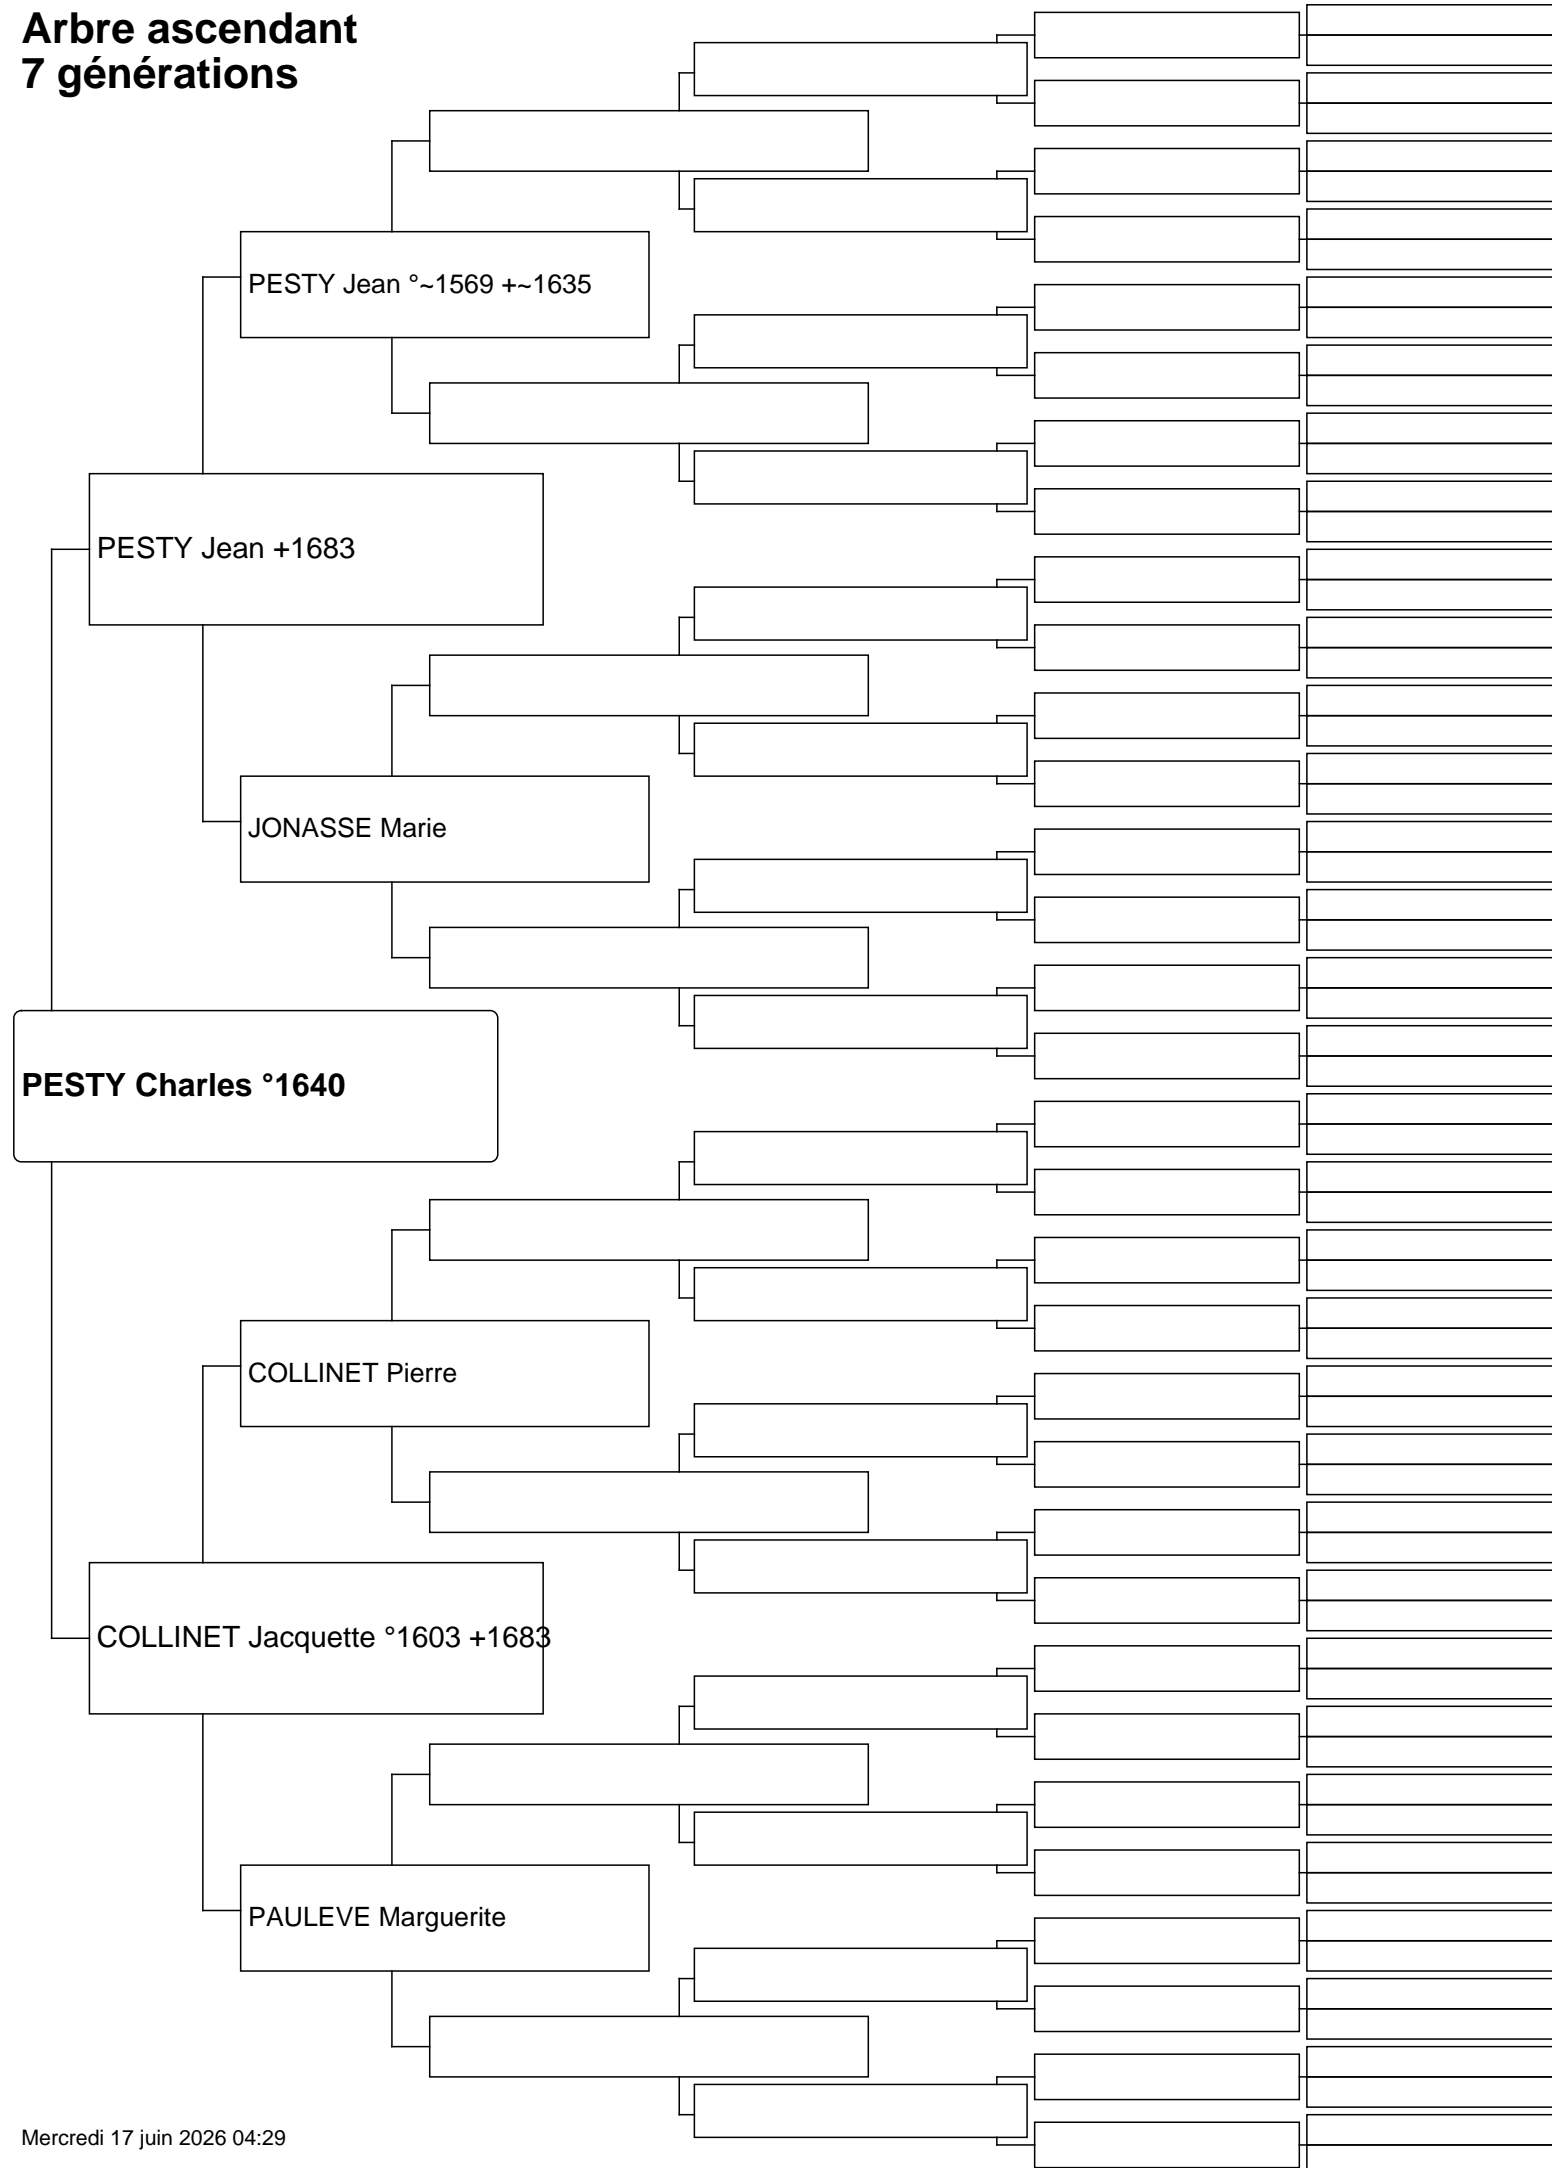 Arbre ascendant
7 générations
PESTY Jean °~1569 +~1635
PESTY Jean +1683
JONASSE Marie
PESTY Charles °1640
COLLINET Pierre
COLLINET Jacquette °1603 +1683
PAULEVE Marguerite
Mercredi 17 juin 2026 04:29